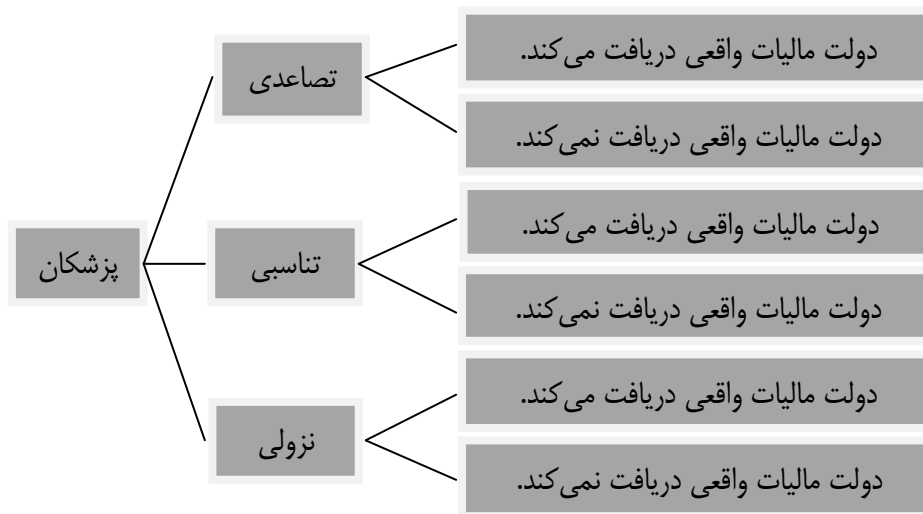 پزشکان
تصاعدی
دولت مالیات واقعی دریافت می‌کند.
دولت مالیات واقعی دریافت نمی‌کند.
تناسبی
دولت مالیات واقعی دریافت می‌کند.
دولت مالیات واقعی دریافت نمی‌کند.
نزولی
دولت مالیات واقعی دریافت می‌کند.
دولت مالیات واقعی دریافت نمی‌کند.